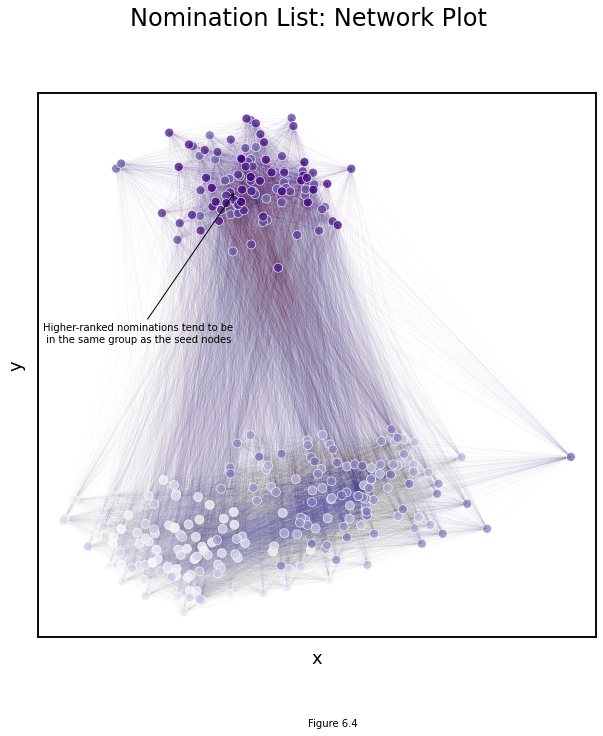 Nomination List: Network Plot
Higher-ranked nominations tend to be
in the same group as the seed nodes
y
x
Figure 6.4